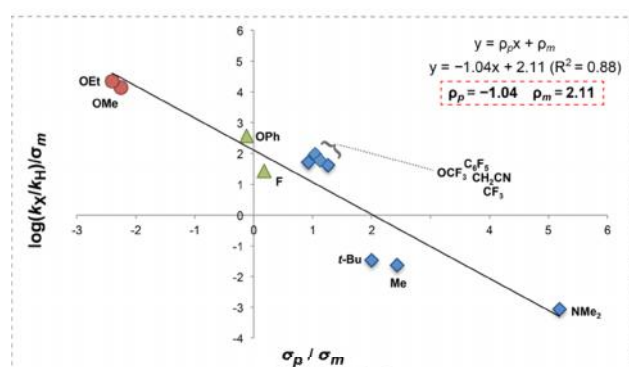 6
5
4
3
2
1
0
-1
-2
-3
-4
-3
-2
-1
0
1
2
3
4
5
6
log(kX/kH)/σm
σp / σm
y = ρpx + ρm
y = −1.04x + 2.11 (R² = 0.88)
ρp = −1.04 ρm = 2.11
OEt
OMe
OPh
F
C₆F₅
OCF₃
CH₂CN
CF₃
t-Bu
Me
NMe₂